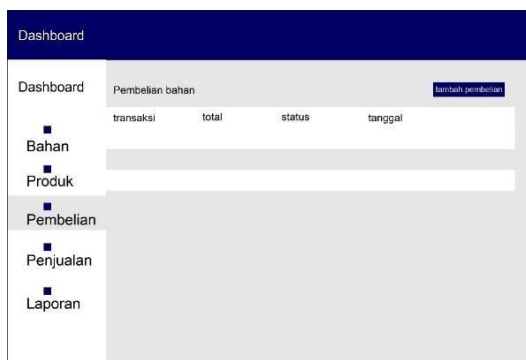 Dashboard
Dashboard
Bahan
Produk
Pembelian
Penjualan
Laporan
Pembelian bahan
tambah pembelian
transaksi total status tanggal